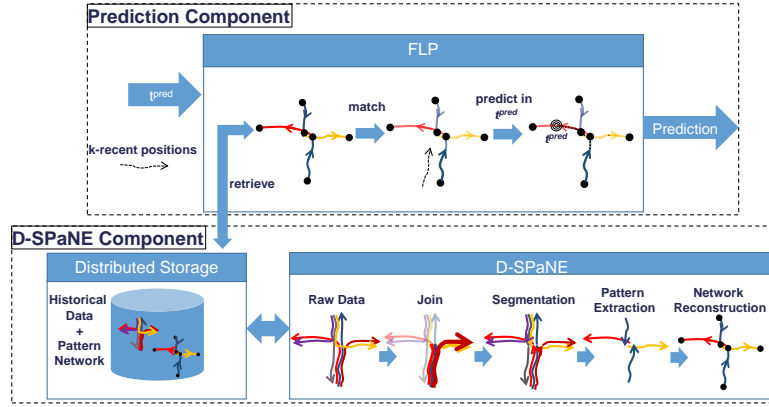 Prediction Component
FLP
t^pred
match
predict in
t^pred
t^pred
Prediction
k-recent positions
retrieve
D-SPaNE Component
Distributed Storage
D-SPaNE
Historical
Data
+
Pattern
Network
Raw Data
Join
Segmentation
Pattern
Extraction
Network
Reconstruction